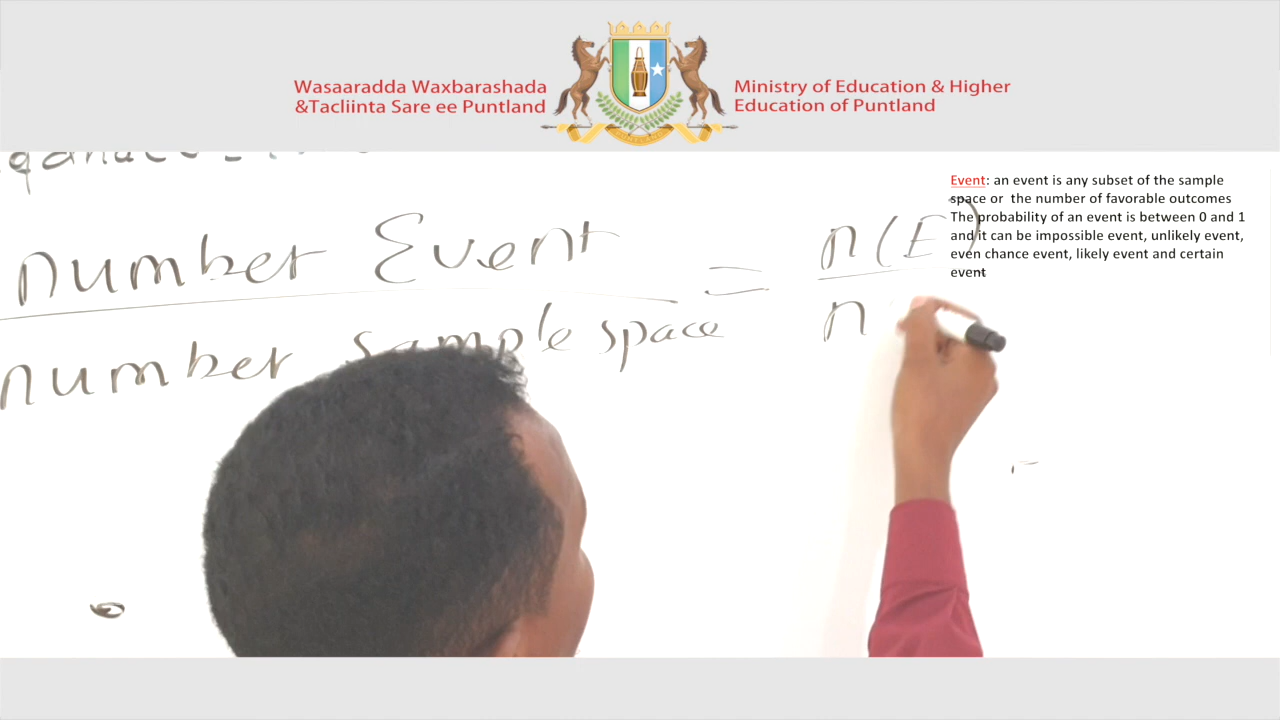 Wasaaradda Waxbarashada
&Tacliinta Sare ee Puntland
Ministry of Education & Higher
Education of Puntland
Event: an event is any subset of the sample
space or the number of favorable outcomes
The probability of an event is between 0 and 1
and it can be impossible event, unlikely event,
even chance event, likely event and certain
event
number Event
number sample space
=
n(E)
n